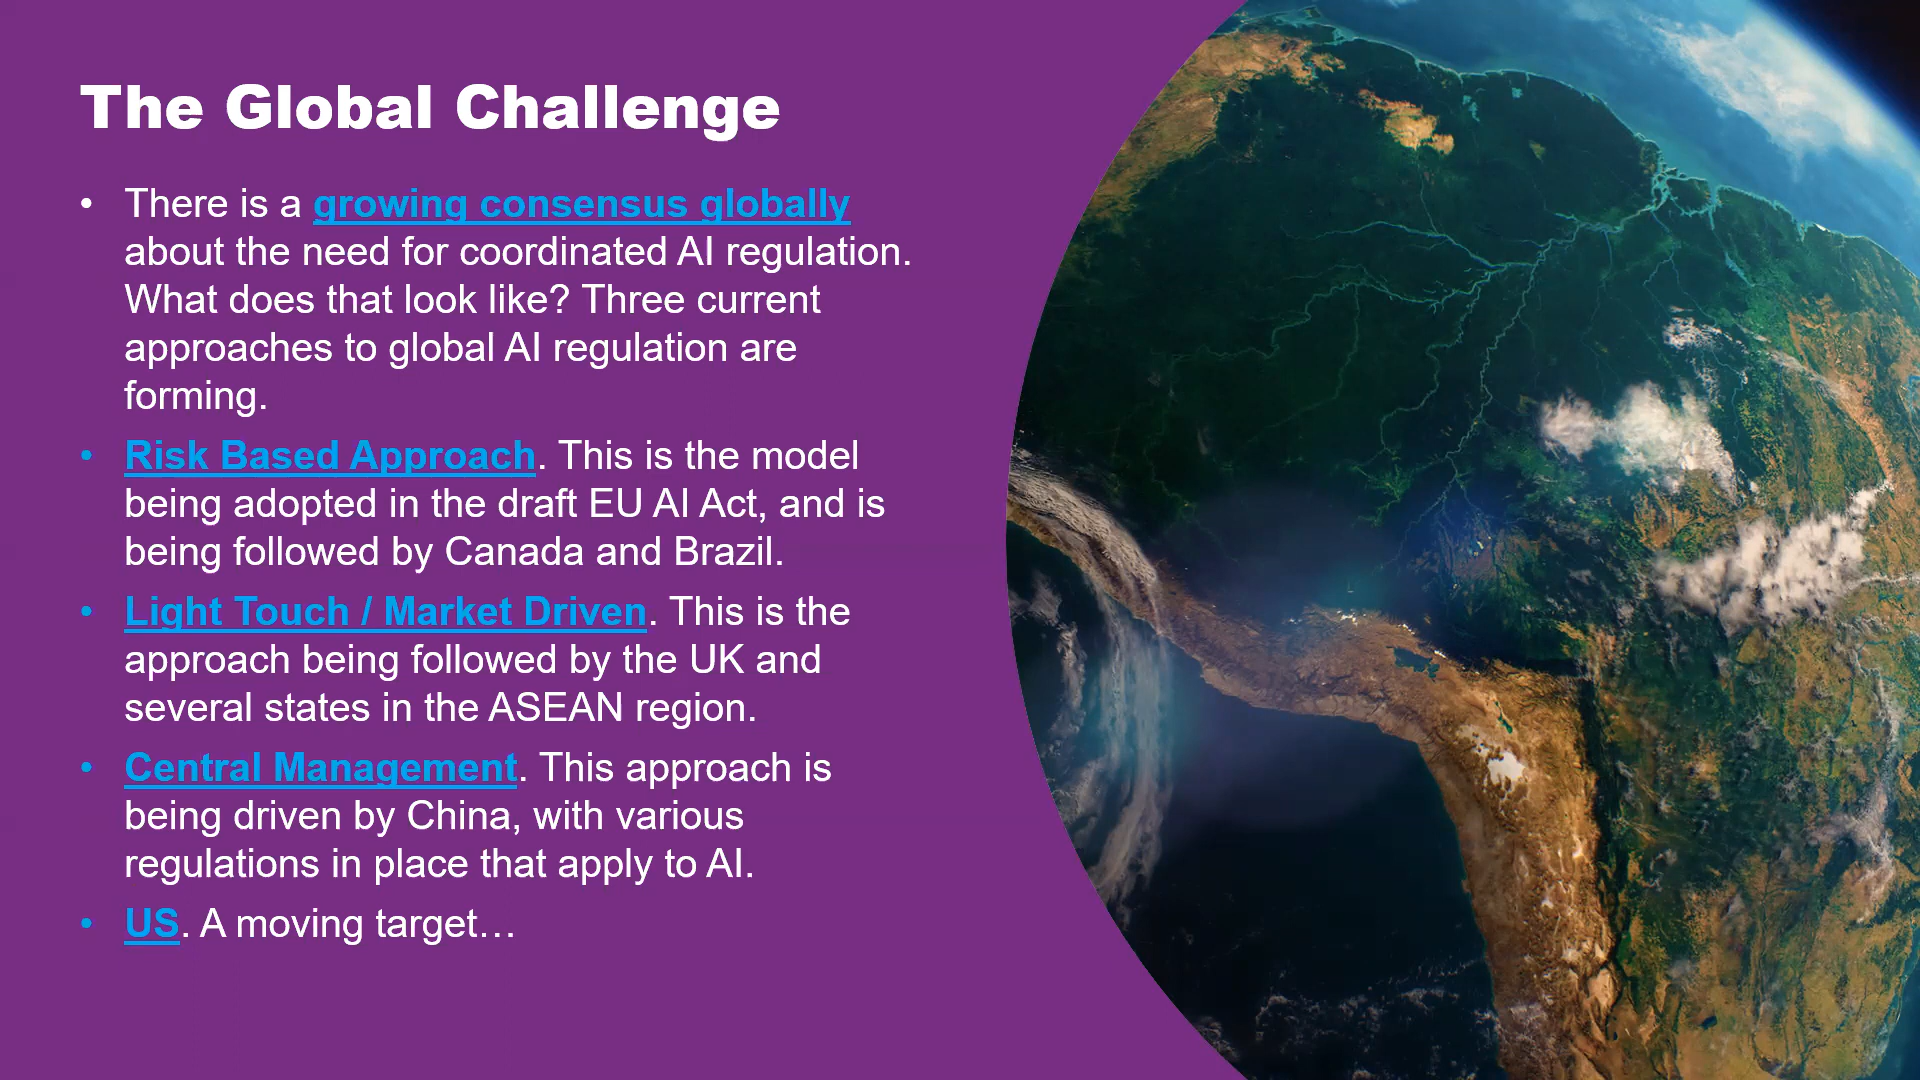 The Global Challenge
• There is a growing consensus globally
about the need for coordinated AI regulation.
What does that look like? Three current
approaches to global AI regulation are
forming.
• Risk Based Approach. This is the model
being adopted in the draft EU AI Act, and is
being followed by Canada and Brazil.
• Light Touch / Market Driven. This is the
approach being followed by the UK and
several states in the ASEAN region.
• Central Management. This approach is
being driven by China, with various
regulations in place that apply to AI.
• US. A moving target…